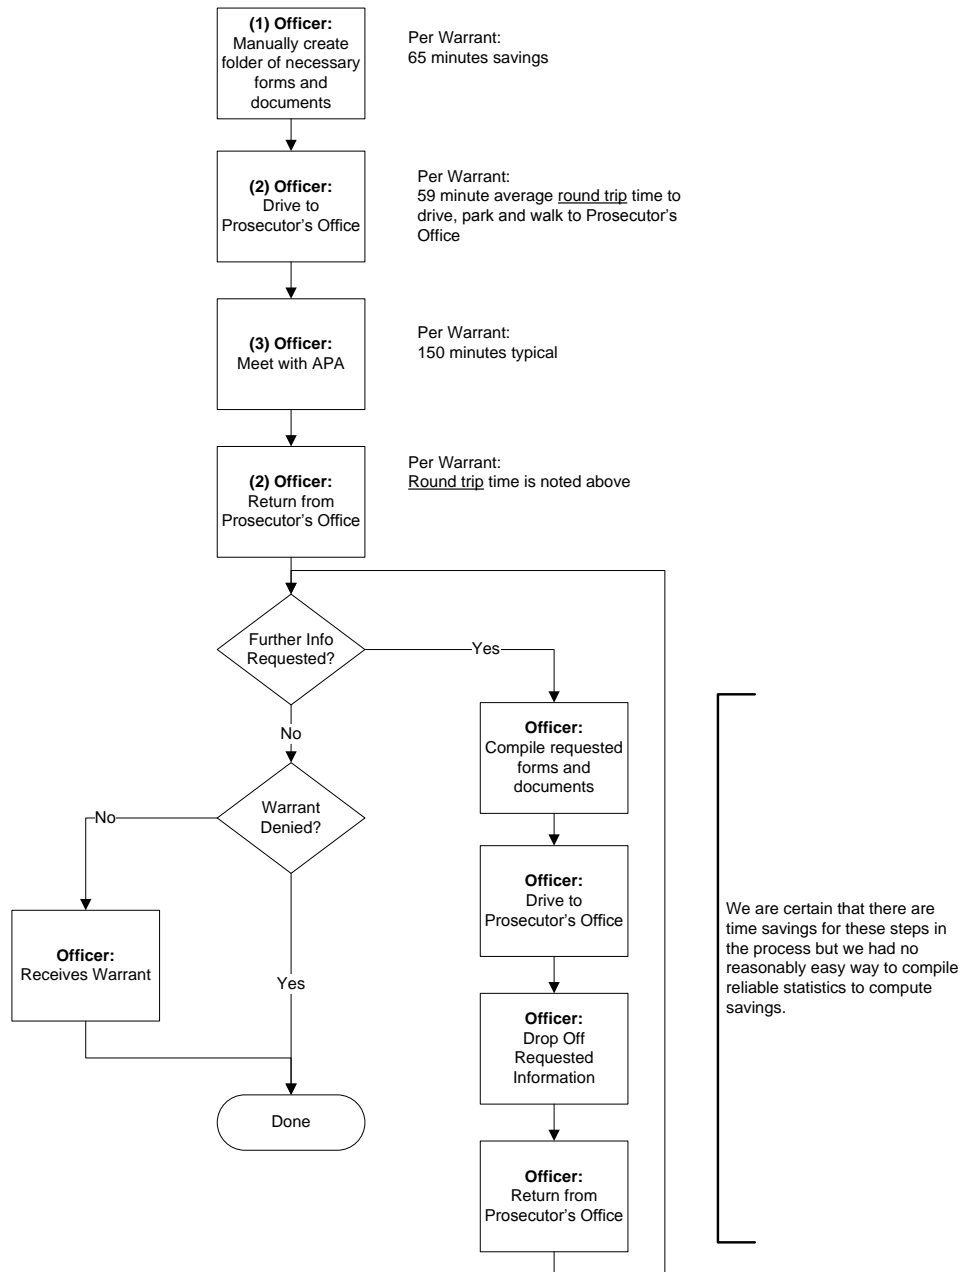 (1) Officer:
Manually create
folder of necessary
forms and
documents
Per Warrant:
65 minutes savings
(2) Officer:
Drive to
Prosecutor's Office
Per Warrant:
59 minute average round trip time to
drive, park and walk to Prosecutor's
Office
(3) Officer:
Meet with APA
Per Warrant:
150 minutes typical
(2) Officer:
Return from
Prosecutor's Office
Per Warrant:
Round trip time is noted above
Further Info
Requested?
Yes
No
Officer:
Compile requested
forms and
documents
Warrant
Denied?
No
Officer:
Drive to
Prosecutor's Office
We are certain that there are
time savings for these steps in
the process but we had no
reasonably easy way to compile
reliable statistics to compute
savings.
Officer:
Receives Warrant
Yes
Officer:
Drop Off
Requested
Information
Done
Officer:
Return from
Prosecutor's Office